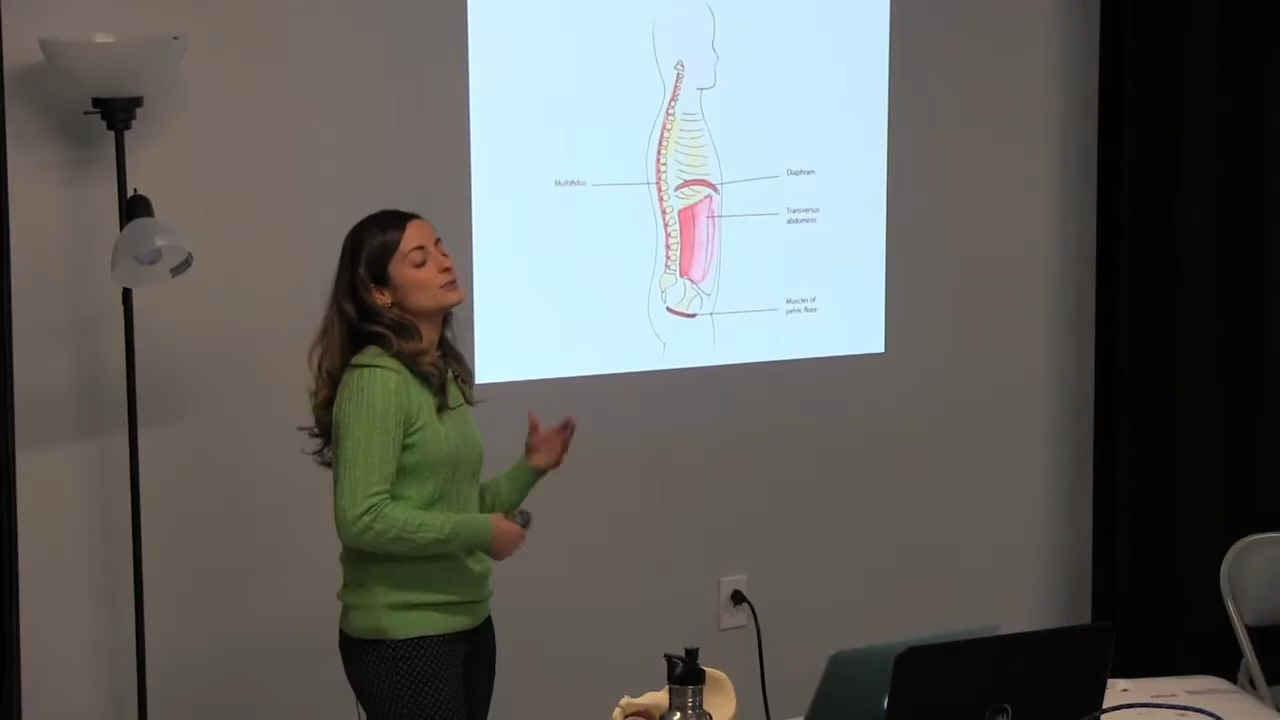 Multifidus
Diaphram
Transversus
abdominis
Muscles of
pelvic floor